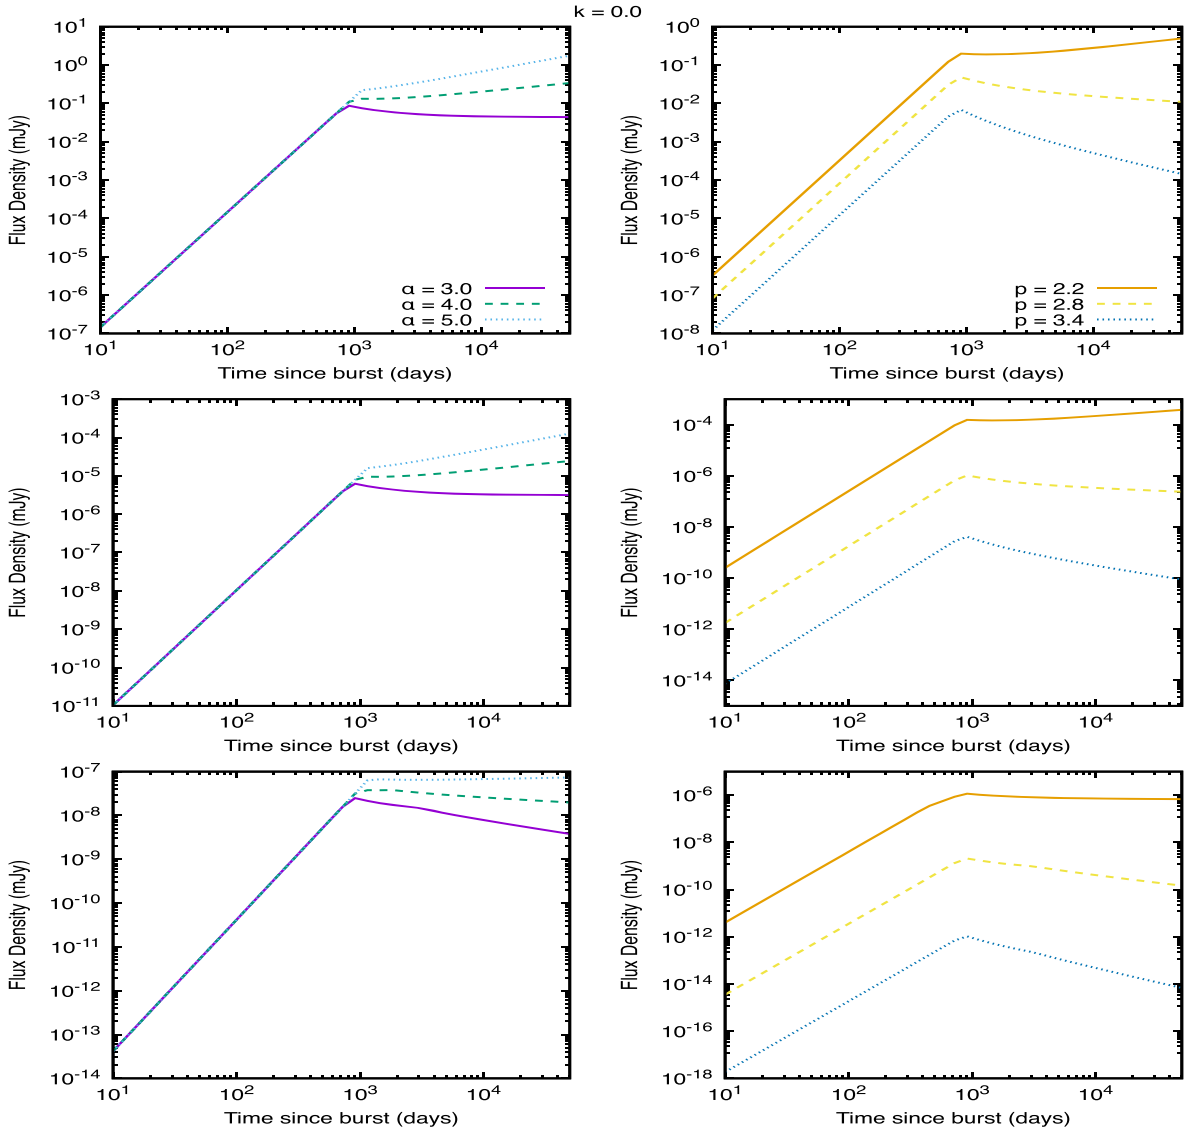 k = 0.0
10^1
10^0
10^-1
10^-2
10^-3
10^-4
10^-5
10^-6
10^-7
Flux Density (mJy)
α = 3.0
α = 4.0
α = 5.0
10^1 10^2 10^3 10^4
Time since burst (days)
10^0
10^-1
10^-2
10^-3
10^-4
10^-5
10^-6
10^-7
10^-8
Flux Density (mJy)
p = 2.2
p = 2.8
p = 3.4
10^1 10^2 10^3 10^4
Time since burst (days)
10^-3
10^-4
10^-5
10^-6
10^-7
10^-8
10^-9
10^-10
10^-11
Flux Density (mJy)
10^1 10^2 10^3 10^4
Time since burst (days)
10^-4
10^-6
10^-8
10^-10
10^-12
10^-14
Flux Density (mJy)
10^1 10^2 10^3 10^4
Time since burst (days)
10^-7
10^-8
10^-9
10^-10
10^-11
10^-12
10^-13
10^-14
Flux Density (mJy)
10^1 10^2 10^3 10^4
Time since burst (days)
10^-6
10^-8
10^-10
10^-12
10^-14
10^-16
10^-18
Flux Density (mJy)
10^1 10^2 10^3 10^4
Time since burst (days)